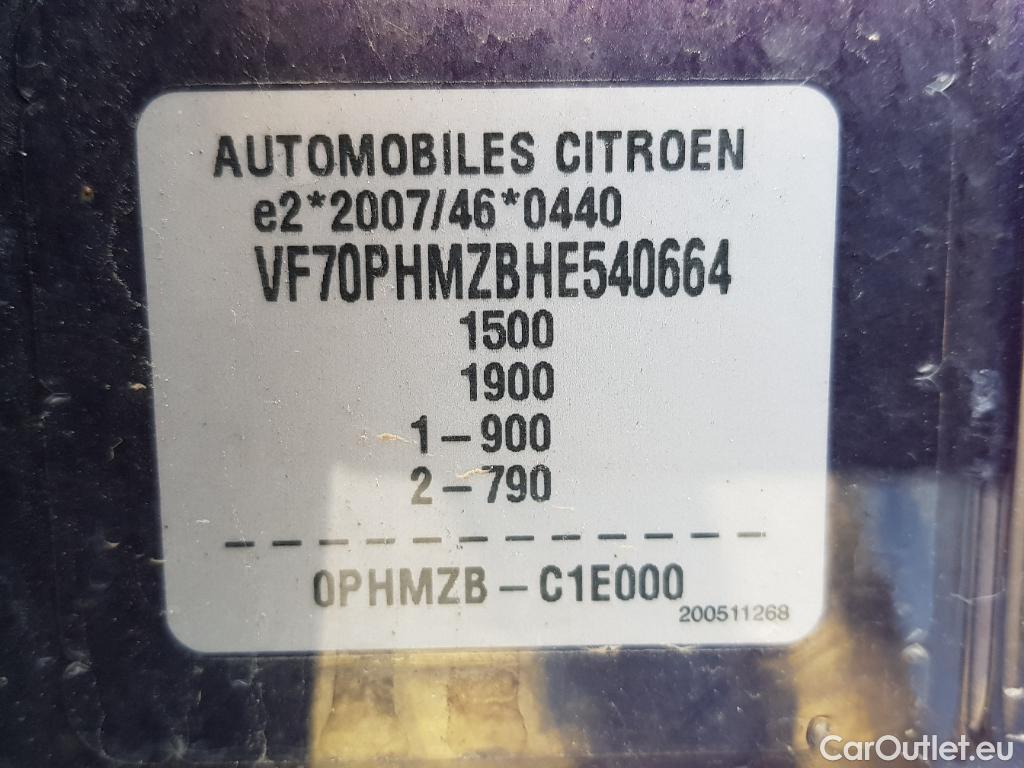 AUTOMOBILES CITROEN
e2*2007/46*0440
VF70PHMZBHE540664
1500
1900
1-900
2-790
0PHMZB-C1E000
200511268
CarOutlet.eu